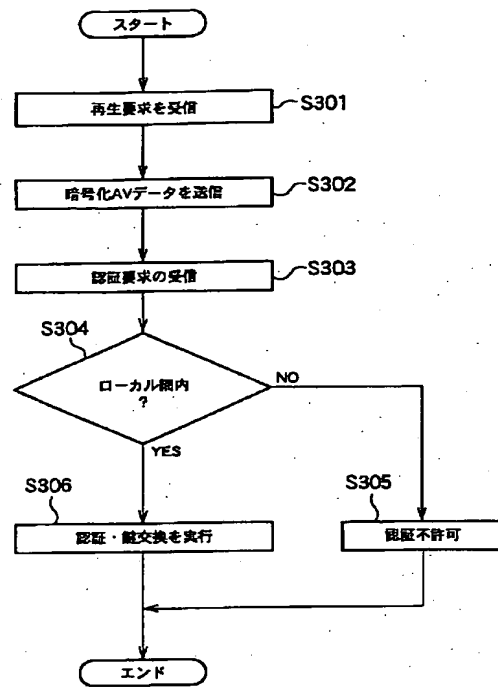 スタート
再生要求を受信
S301
暗号化AVデータを送信
S302
認証要求の受信
S303
S304
ローカル網内
?
NO
YES
S306
認証・鍵交換を実行
S305
認証不許可
エンド